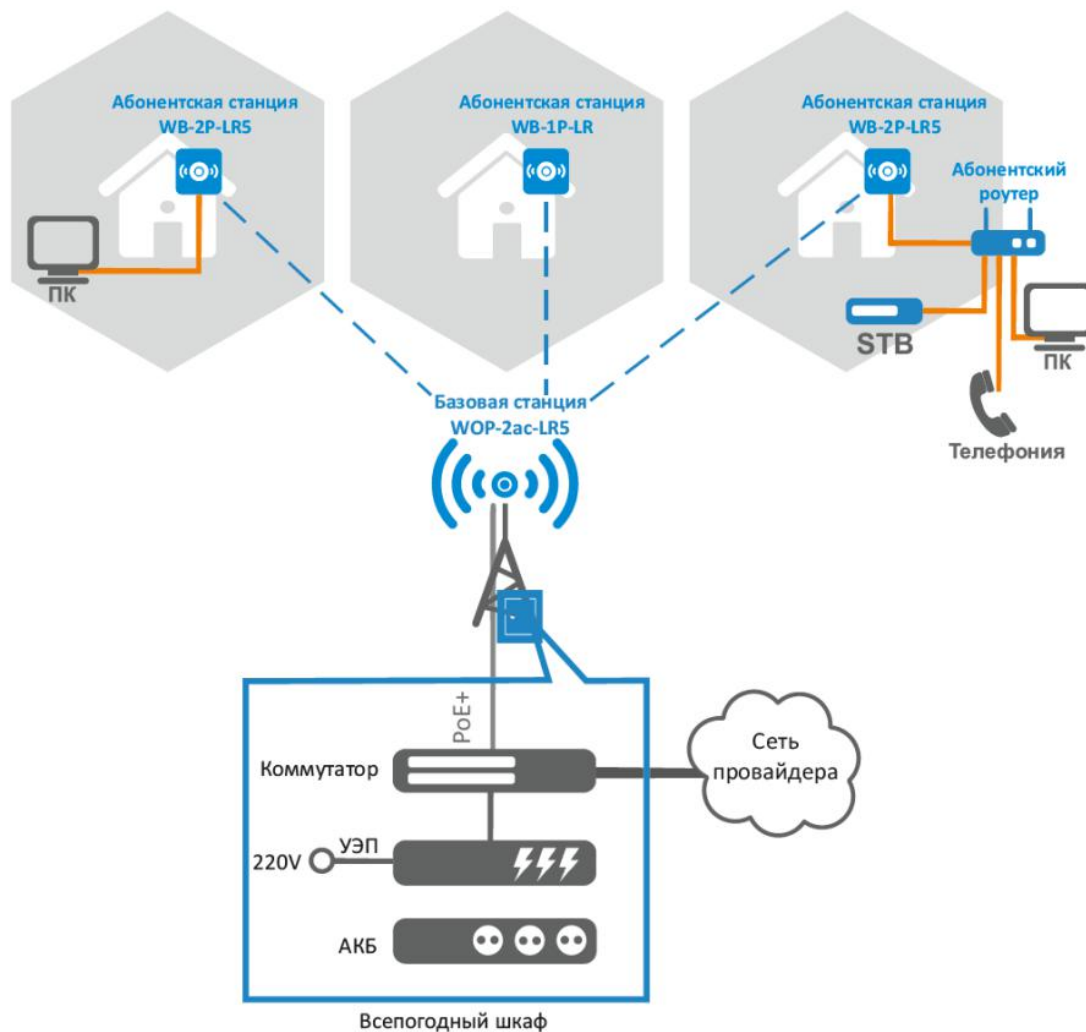 Абонентская станция
WB-2P-LR5
Абонентская станция
WB-1P-LR
Абонентская станция
WB-2P-LR5
Абонентский
роутер
ПК
STB
ПК
Телефония
Базовая станция
WOP-2ac-LR5
PoE+
Коммутатор
Сеть
провайдера
УЭП
220V
АКБ
Всепогодный шкаф